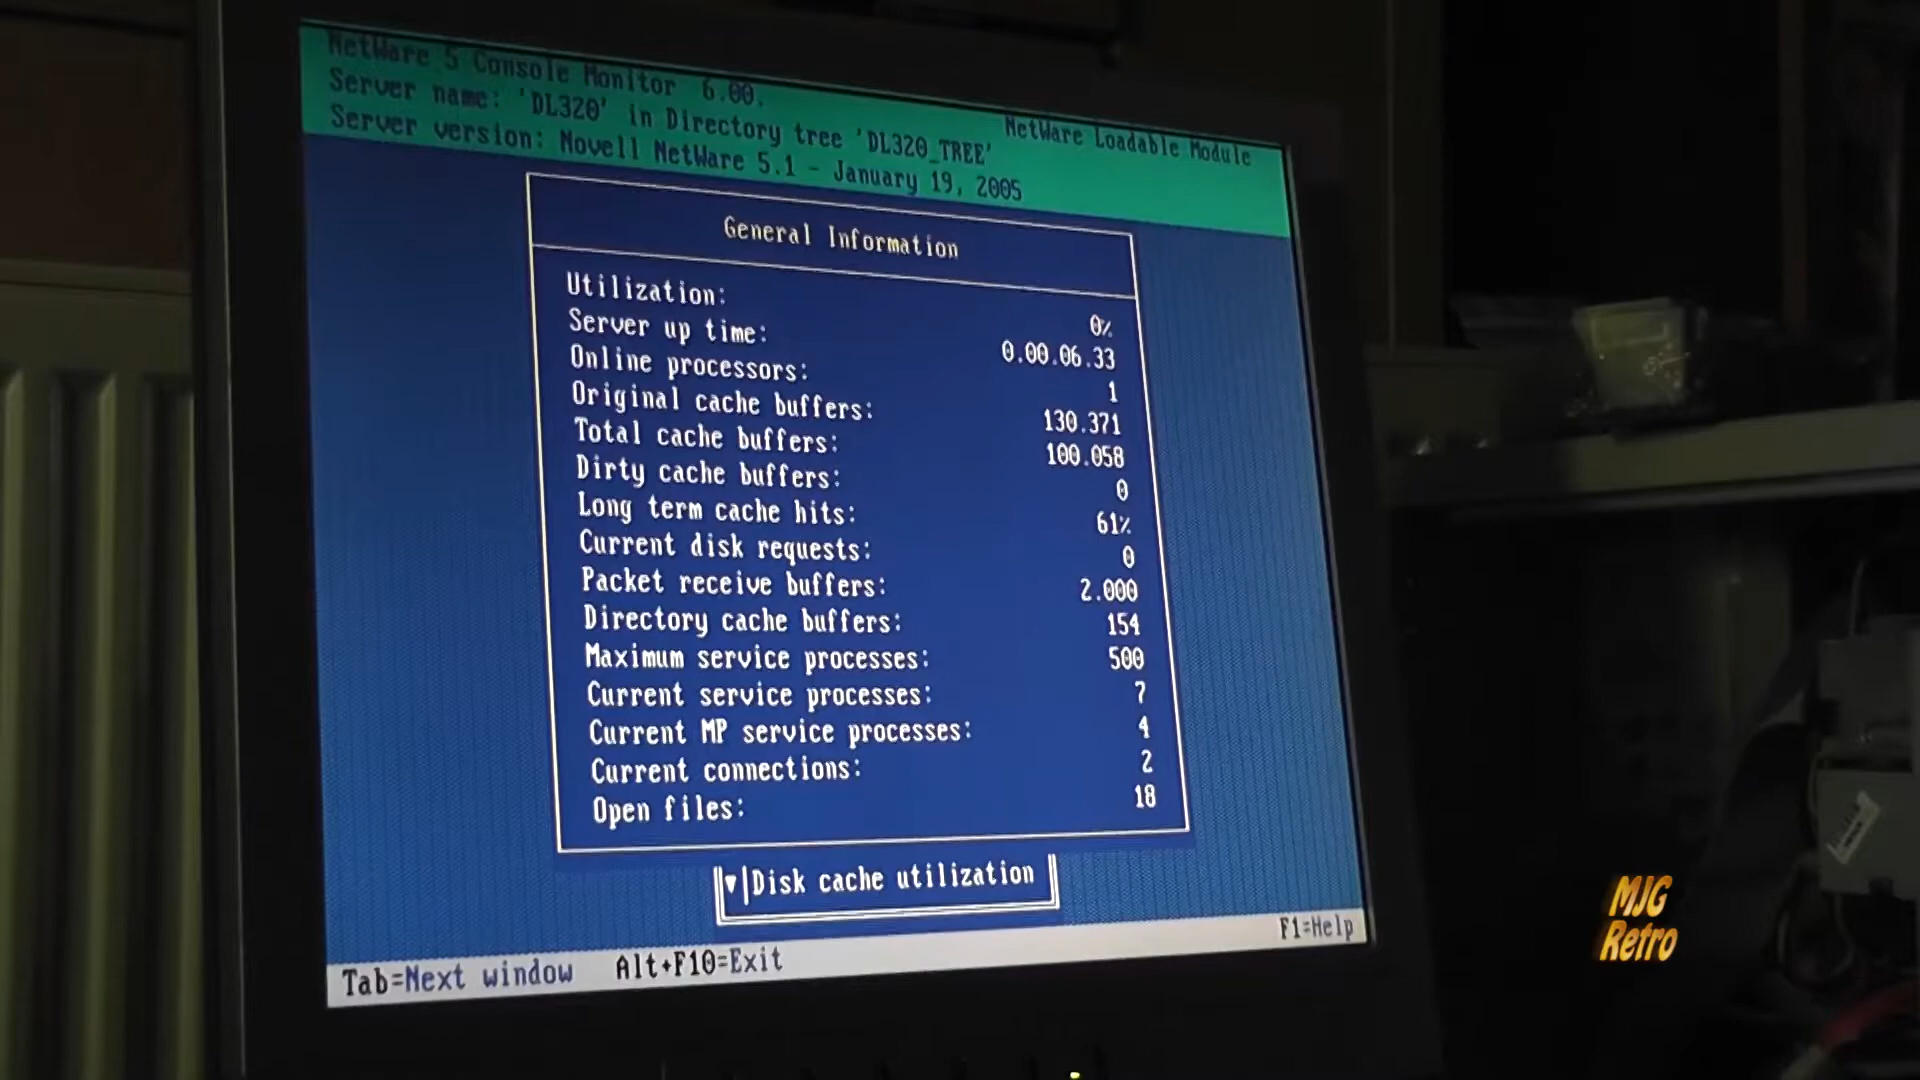 NetWare 5 Console Monitor 6.00. NetWare Loadable Module
Server name: 'DL320' in Directory tree 'DL320_TREE'
Server version: Novell NetWare 5.1 - January 19, 2005
General Information
Utilization: 0%
Server up time: 0.00.06.33
Online processors: 1
Original cache buffers: 130.371
Total cache buffers: 100.058
Dirty cache buffers: 0
Long term cache hits: 61%
Current disk requests: 0
Packet receive buffers: 2.000
Directory cache buffers: 154
Maximum service processes: 500
Current service processes: 7
Current MP service processes: 4
Current connections: 2
Open files: 18
▼|Disk cache utilization
Tab=Next window Alt+F10=Exit F1=Help
MJG
Retro